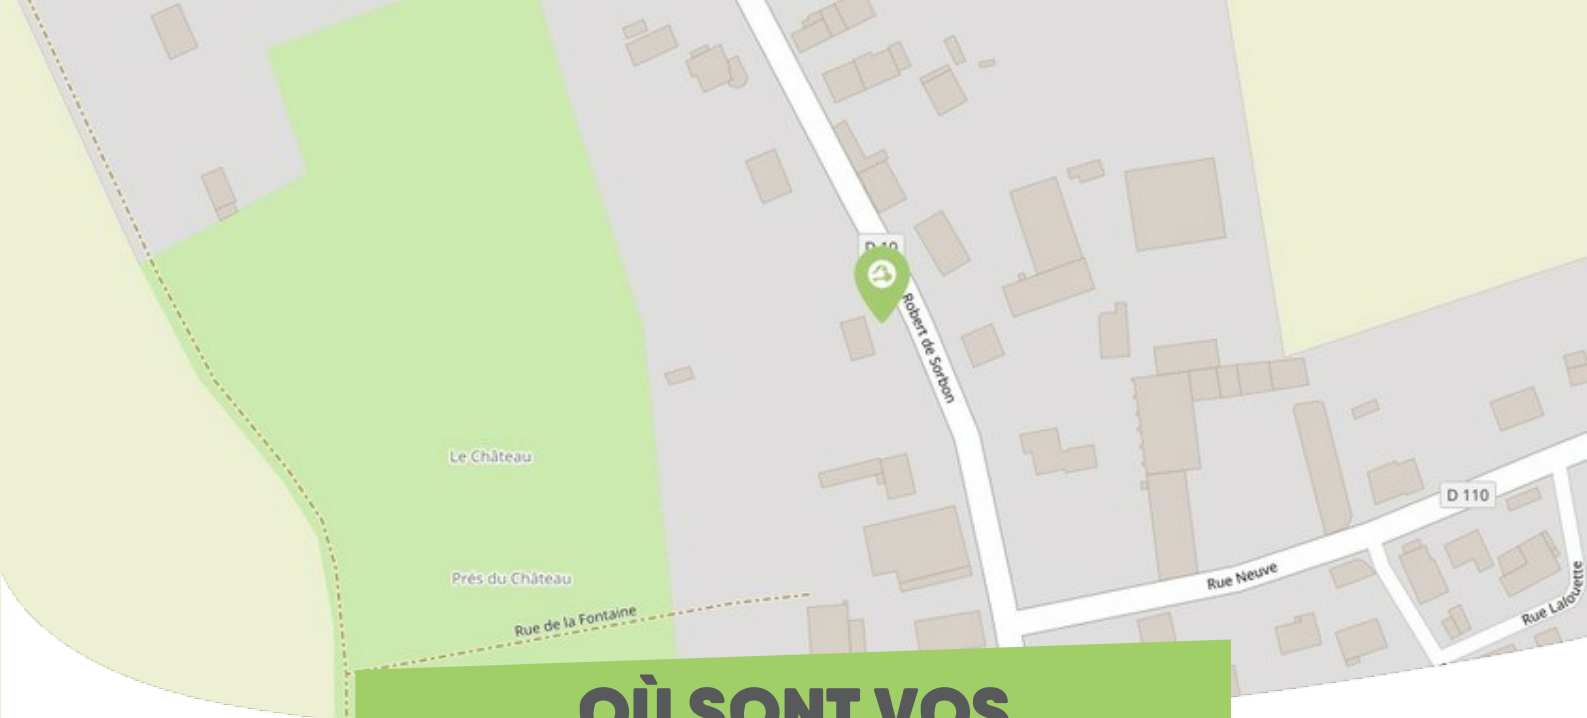 D 19
Robert de Sorbon
Le Château
D 110
Prés du Château
Rue Neuve
Rue de la Fontaine
Rue Lalouette
OÙ SONT VOS